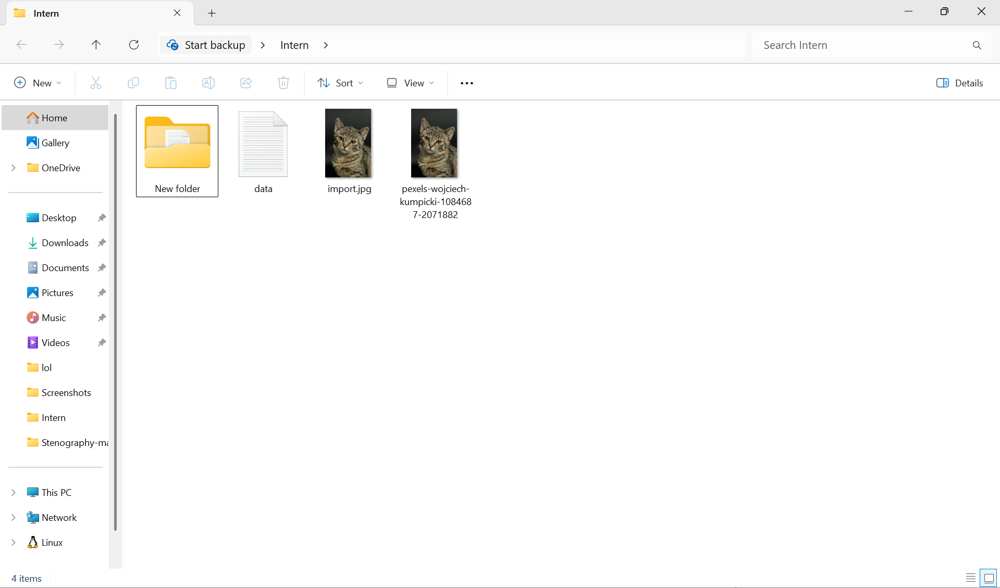 Intern
Start backup
Intern
Search Intern
New
Sort
View
Details
Home
Gallery
OneDrive
Desktop
Downloads
Documents
Pictures
Music
Videos
lol
Screenshots
Intern
Stenography-ma
This PC
Network
Linux
New folder
data
import.jpg
pexels-wojciech-
kumpicki-108468
7-2071882
4 items